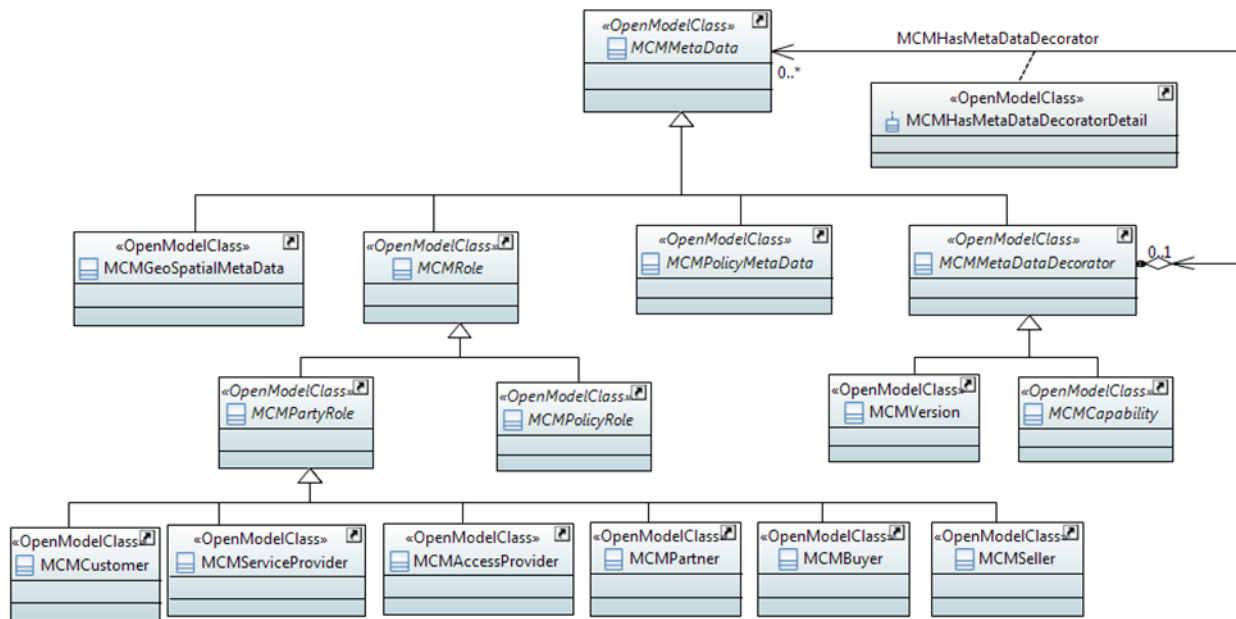 «OpenModelClass»
MCMMetaData
MCMHasMetaDataDecorator
0..*
«OpenModelClass»
MCMHasMetaDataDecoratorDetail
«OpenModelClass»
MCMGeoSpatialMetaData
«OpenModelClass»
MCMRole
«OpenModelClass»
MCMPolicyMetaData
«OpenModelClass»
MCMMetaDataDecorator
0..1
«OpenModelClass»
MCMPartyRole
«OpenModelClass»
MCMPolicyRole
«OpenModelClass»
MCMVersion
«OpenModelClass»
MCMCapability
«OpenModelClass»
MCMCustomer
«OpenModelClass»
MCMServiceProvider
«OpenModelClass»
MCMAccessProvider
«OpenModelClass»
MCMPartner
«OpenModelClass»
MCMBuyer
«OpenModelClass»
MCMSeller